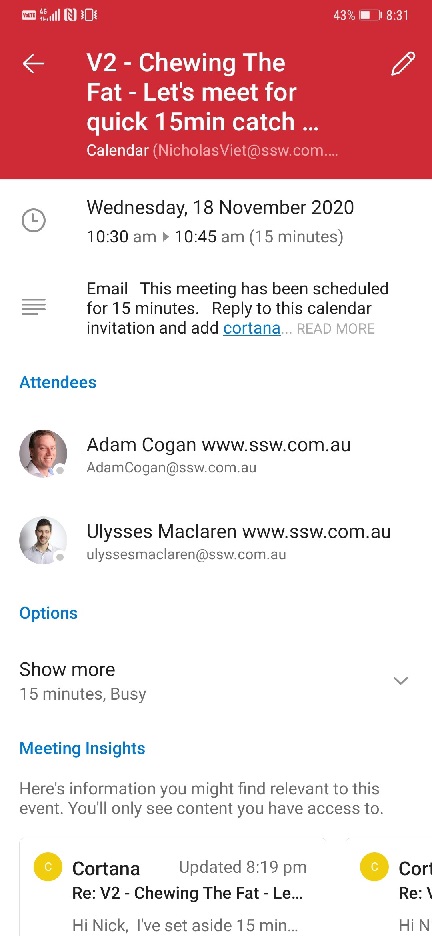 43% 8:31
V2 - Chewing The
Fat - Let's meet for
quick 15min catch ...
Calendar (NicholasViet@ssw.com....
Wednesday, 18 November 2020
10:30 am ▸ 10:45 am (15 minutes)
Email   This meeting has been scheduled
for 15 minutes.   Reply to this calendar
invitation and add cortana... READ MORE
Attendees
Adam Cogan www.ssw.com.au
AdamCogan@ssw.com.au
Ulysses Maclaren www.ssw.com.au
ulyssesmaclaren@ssw.com.au
Options
Show more
15 minutes, Busy
Meeting Insights
Here's information you might find relevant to this
event. You'll only see content you have access to.
C Cortana Updated 8:19 pm
Re: V2 - Chewing The Fat - Le...
Hi Nick,  I've set aside 15 min...
C Cort
Re: V
Hi N